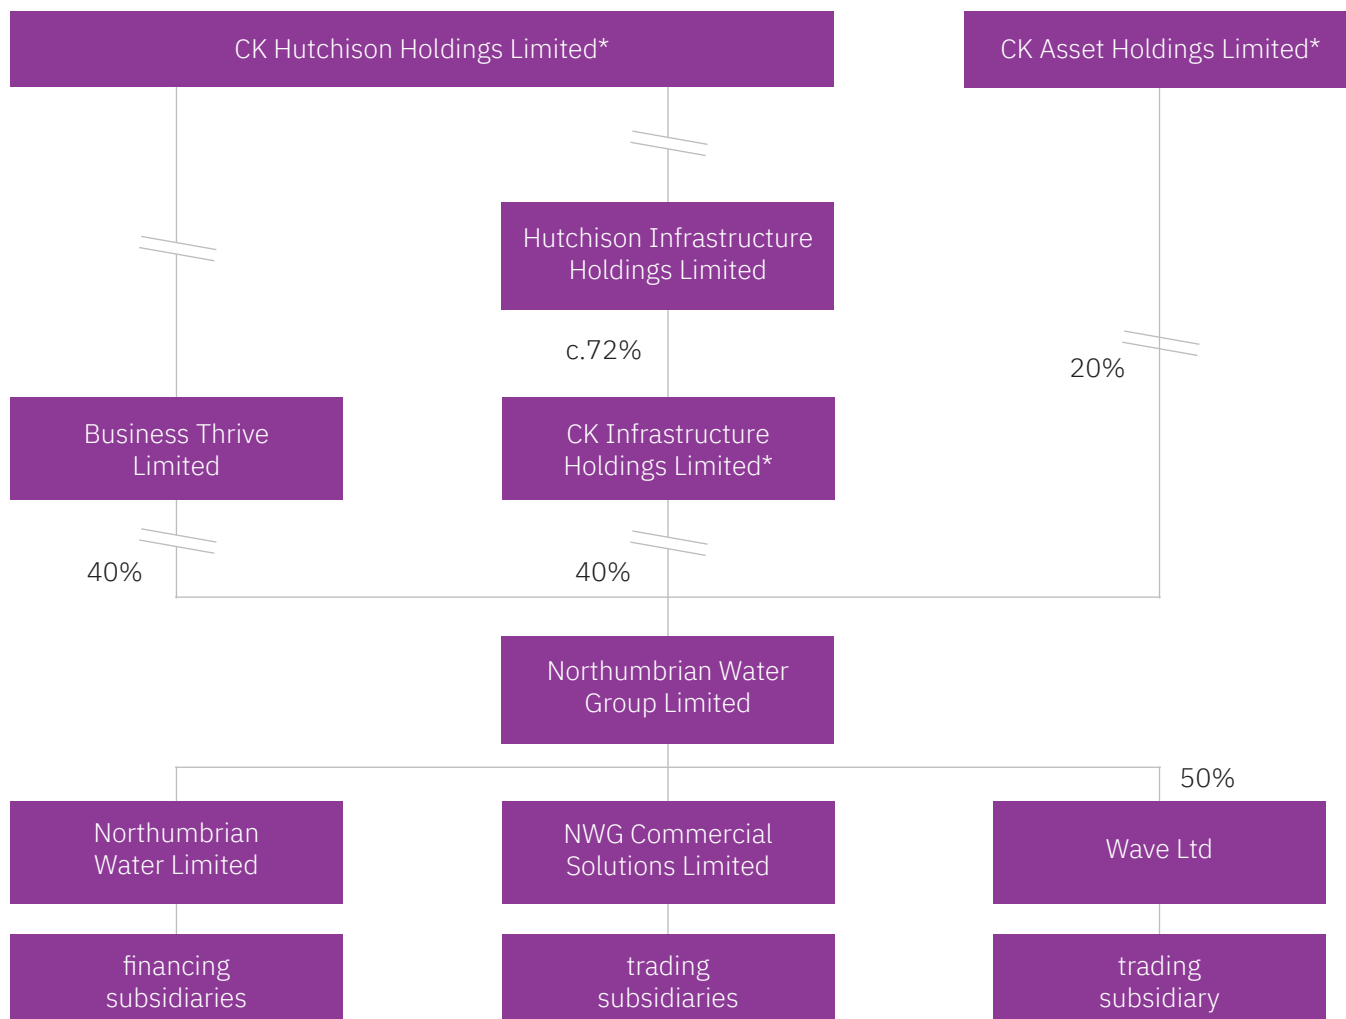 CK Hutchison Holdings Limited*
CK Asset Holdings Limited*
Hutchison Infrastructure
Holdings Limited
c.72%
20%
Business Thrive
Limited
CK Infrastructure
Holdings Limited*
40%
40%
Northumbrian Water
Group Limited
50%
Northumbrian
Water Limited
NWG Commercial
Solutions Limited
Wave Ltd
financing
subsidiaries
trading
subsidiaries
trading
subsidiary